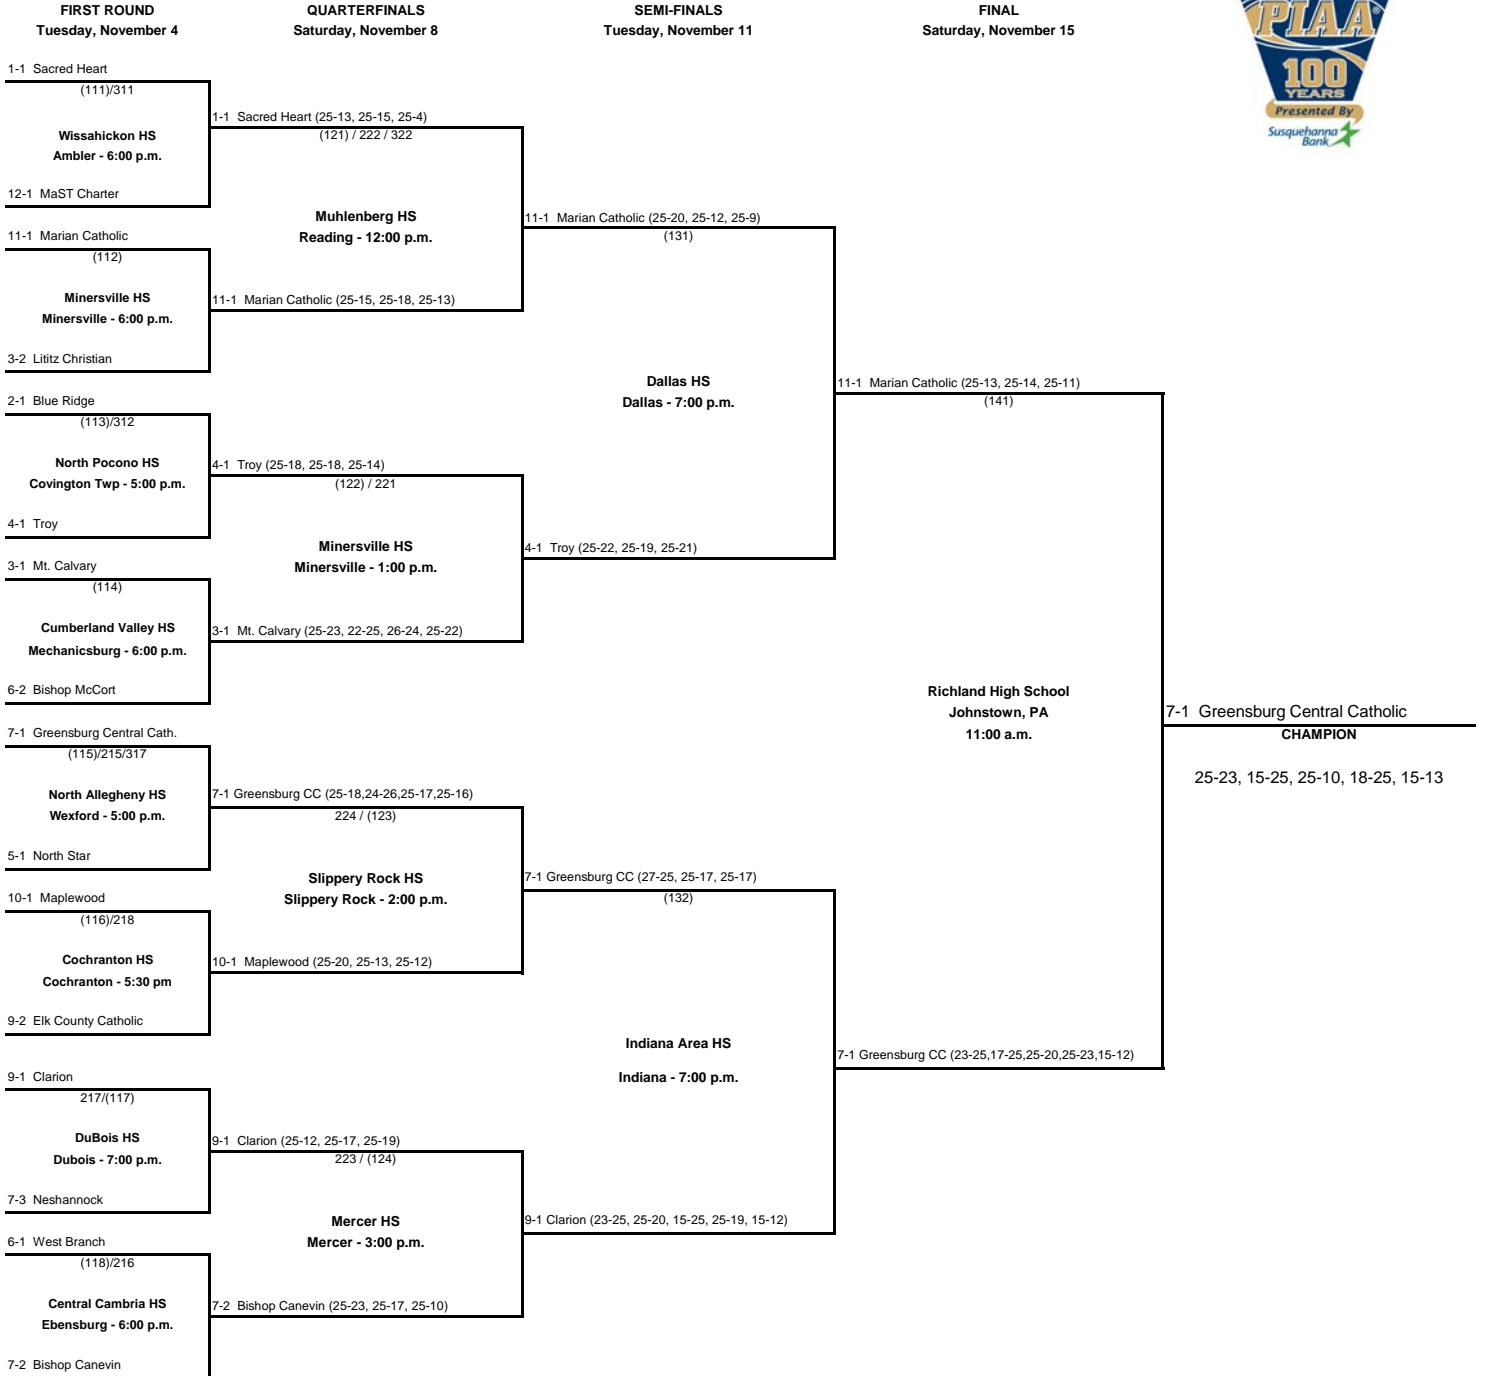 FIRST ROUND
Tuesday, November 4
QUARTERFINALS
Saturday, November 8
SEMI-FINALS
Tuesday, November 11
FINAL
Saturday, November 15
PIAA®
100
YEARS
Presented By
Susquehanna
Bank
1-1 Sacred Heart
(111)/311
Wissahickon HS
Ambler - 6:00 p.m.
12-1 MaST Charter
11-1 Marian Catholic
(112)
Minersville HS
Minersville - 6:00 p.m.
3-2 Lititz Christian
2-1 Blue Ridge
(113)/312
North Pocono HS
Covington Twp - 5:00 p.m.
4-1 Troy
3-1 Mt. Calvary
(114)
Cumberland Valley HS
Mechanicsburg - 6:00 p.m.
6-2 Bishop McCort
7-1 Greensburg Central Cath.
(115)/215/317
North Allegheny HS
Wexford - 5:00 p.m.
5-1 North Star
10-1 Maplewood
(116)/218
Cochranton HS
Cochranton - 5:30 pm
9-2 Elk County Catholic
9-1 Clarion
217/(117)
DuBois HS
Dubois - 7:00 p.m.
7-3 Neshannock
6-1 West Branch
(118)/216
Central Cambria HS
Ebensburg - 6:00 p.m.
7-2 Bishop Canevin
1-1 Sacred Heart (25-13, 25-15, 25-4)
(121) / 222 / 322
Muhlenberg HS
Reading - 12:00 p.m.
11-1 Marian Catholic (25-15, 25-18, 25-13)
4-1 Troy (25-18, 25-18, 25-14)
(122) / 221
Minersville HS
Minersville - 1:00 p.m.
3-1 Mt. Calvary (25-23, 22-25, 26-24, 25-22)
7-1 Greensburg CC (25-18,24-26,25-17,25-16)
224 / (123)
Slippery Rock HS
Slippery Rock - 2:00 p.m.
10-1 Maplewood (25-20, 25-13, 25-12)
9-1 Clarion (25-12, 25-17, 25-19)
223 / (124)
Mercer HS
Mercer - 3:00 p.m.
7-2 Bishop Canevin (25-23, 25-17, 25-10)
11-1 Marian Catholic (25-20, 25-12, 25-9)
(131)
Dallas HS
Dallas - 7:00 p.m.
4-1 Troy (25-22, 25-19, 25-21)
7-1 Greensburg CC (27-25, 25-17, 25-17)
(132)
Indiana Area HS
Indiana - 7:00 p.m.
9-1 Clarion (23-25, 25-20, 15-25, 25-19, 15-12)
11-1 Marian Catholic (25-13, 25-14, 25-11)
(141)
Richland High School
Johnstown, PA
11:00 a.m.
7-1 Greensburg CC (23-25,17-25,25-20,25-23,15-12)
7-1 Greensburg Central Catholic
CHAMPION
25-23, 15-25, 25-10, 18-25, 15-13